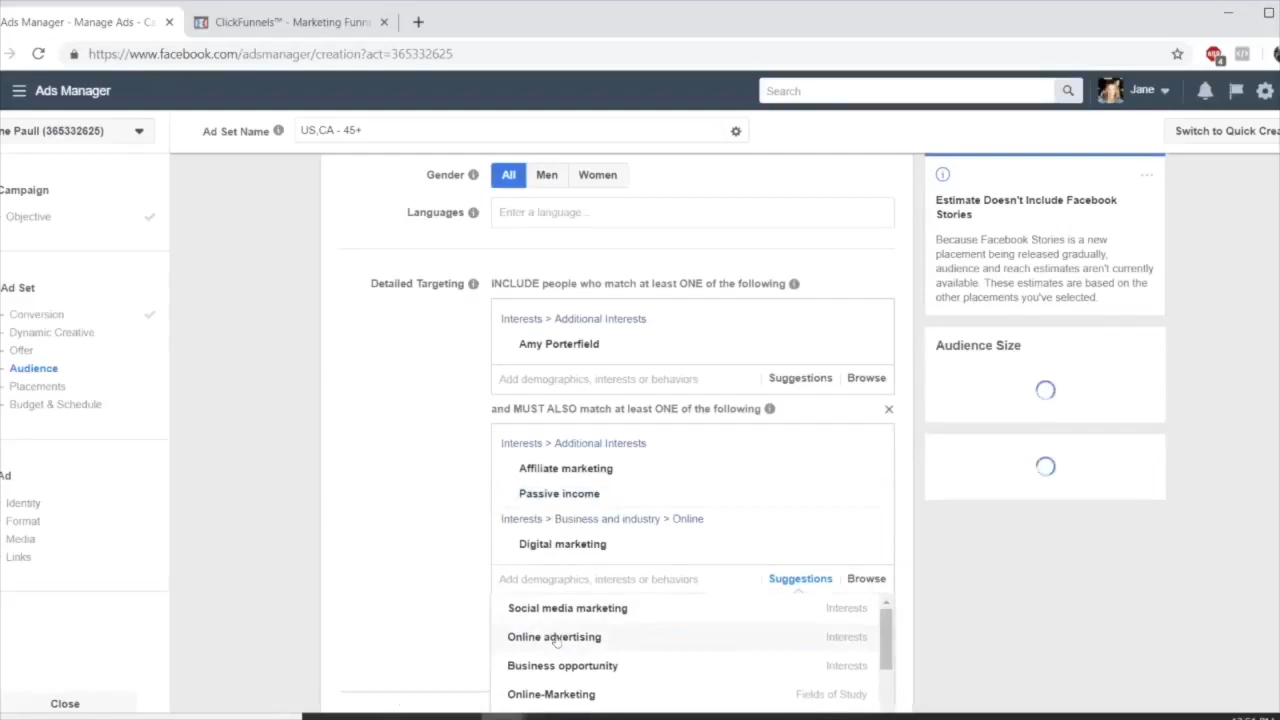 Ads Manager - Manage Ads - Ca
ClickFunnels™ - Marketing Funn
https://www.facebook.com/adsmanager/creation?act=365332625
4
Ads Manager
Search
Jane
ne Paull (365332625)
Ad Set Name
US,CA - 45+
Switch to Quick Crea
Campaign
Objective
Ad Set
Conversion
Dynamic Creative
Offer
Audience
Placements
Budget & Schedule
Ad
Identity
Format
Media
Links
Close
Gender
All
Men
Women
Languages
Enter a language...
Detailed Targeting
INCLUDE people who match at least ONE of the following
Interests > Additional Interests
Amy Porterfield
Add demographics, interests or behaviors
Suggestions
Browse
and MUST ALSO match at least ONE of the following
Interests > Additional Interests
Affiliate marketing
Passive income
Interests > Business and industry > Online
Digital marketing
Add demographics, interests or behaviors
Suggestions
Browse
Social media marketing
Interests
Online advertising
Interests
Business opportunity
Interests
Online-Marketing
Fields of Study
Estimate Doesn't Include Facebook
Stories
Because Facebook Stories is a new
placement being released gradually,
audience and reach estimates aren't currently
available. These estimates are based on the
other placements you've selected.
Audience Size